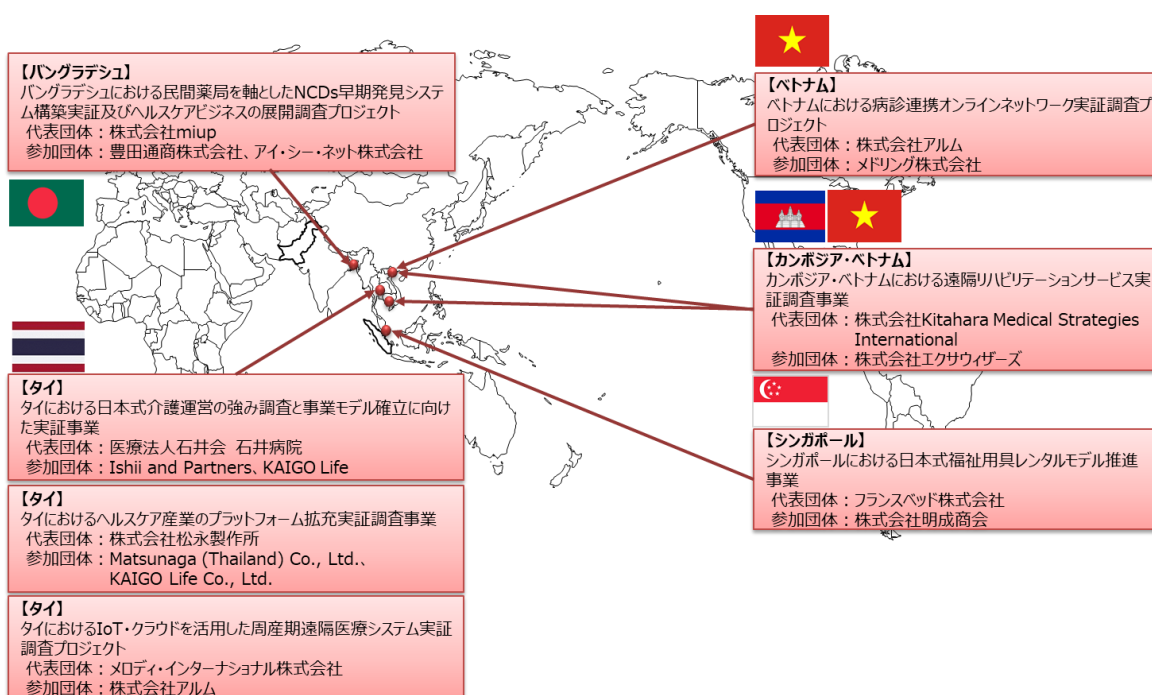 【バングラデシュ】
バングラデシュにおける民間薬局を軸としたNCDs早期発見システ
ム構築実証及びヘルスケアビジネスの展開調査プロジェクト
代表団体：株式会社miup
参加団体：豊田通商株式会社、アイ・シー・ネット株式会社
【タイ】
タイにおける日本式介護運営の強み調査と事業モデル確立に向け
た実証事業
代表団体：医療法人石井会 石井病院
参加団体：Ishii and Partners、KAIGO Life
【タイ】
タイにおけるヘルスケア産業のプラットフォーム拡充実証調査事業
代表団体：株式会社松永製作所
参加団体：Matsunaga (Thailand) Co., Ltd.、
KAIGO Life Co., Ltd.
【タイ】
タイにおけるIoT・クラウドを活用した周産期遠隔医療システム実証
調査プロジェクト
代表団体：メロディ・インターナショナル株式会社
参加団体：株式会社アルム
【ベトナム】
ベトナムにおける病診連携オンラインネットワーク実証調査プ
ロジェクト
代表団体：株式会社アルム
参加団体：メドリング株式会社
【カンボジア・ベトナム】
カンボジア・ベトナムにおける遠隔リハビリテーションサービス実
証調査事業
代表団体：株式会社Kitahara Medical Strategies
International
参加団体：株式会社エクサウィザーズ
【シンガポール】
シンガポールにおける日本式福祉用具レンタルモデル推進
事業
代表団体：フランスベッド株式会社
参加団体：株式会社明成商会